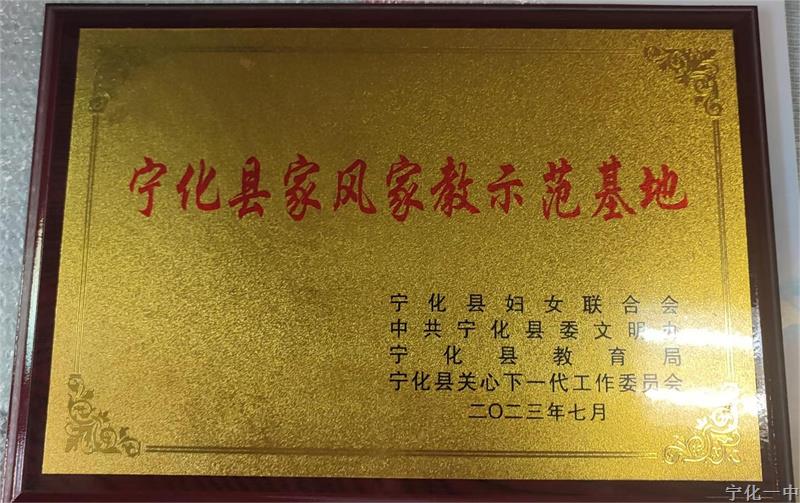 宁化县家风家教示范基地
宁化县妇女联合会
中共宁化县委文明办
宁化县教育局
宁化县关心下一代工作委员会
二〇二三年七月
宁化一中